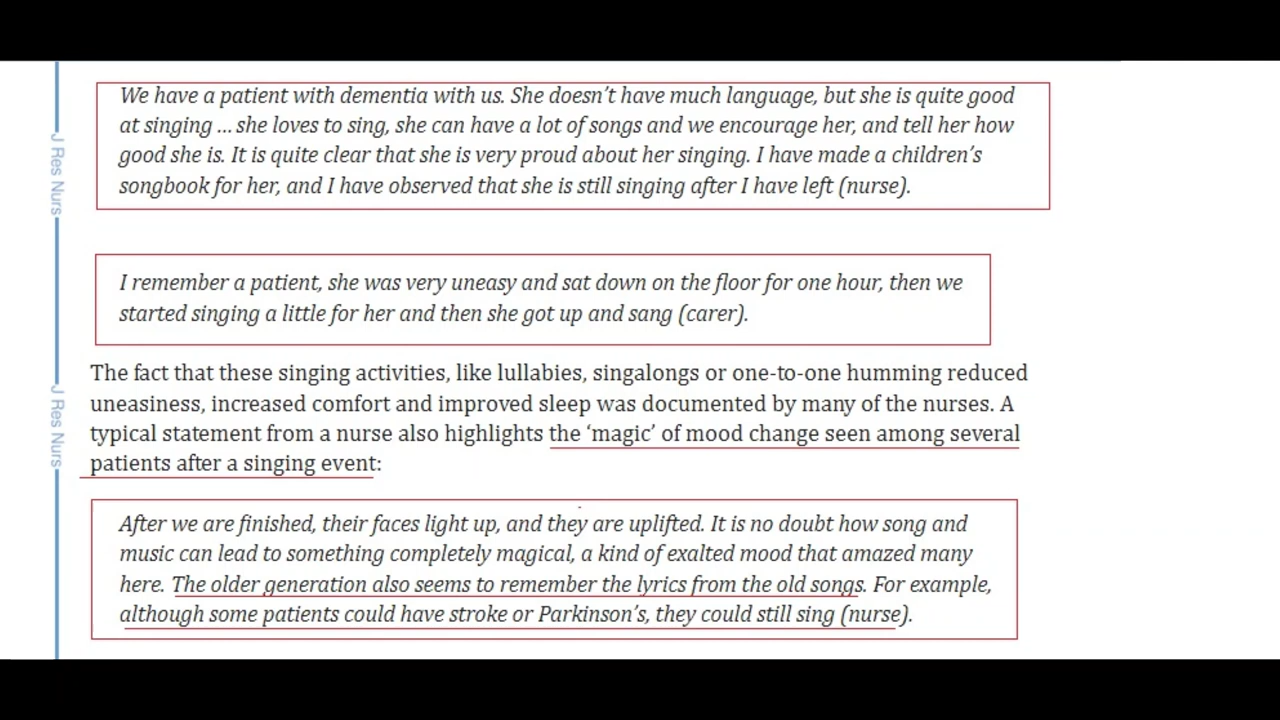 We have a patient with dementia with us. She doesn’t have much language, but she is quite good
at singing ... she loves to sing, she can have a lot of songs and we encourage her, and tell her how
good she is. It is quite clear that she is very proud about her singing. I have made a children’s
songbook for her, and I have observed that she is still singing after I have left (nurse).
J Res Nurs
I remember a patient, she was very uneasy and sat down on the floor for one hour, then we
started singing a little for her and then she got up and sang (carer).
The fact that these singing activities, like lullabies, singalongs or one-to-one humming reduced
uneasiness, increased comfort and improved sleep was documented by many of the nurses. A
typical statement from a nurse also highlights the ‘magic’ of mood change seen among several
patients after a singing event:
J Res Nurs
After we are finished, their faces light up, and they are uplifted. It is no doubt how song and
music can lead to something completely magical, a kind of exalted mood that amazed many
here. The older generation also seems to remember the lyrics from the old songs. For example,
although some patients could have stroke or Parkinson’s, they could still sing (nurse).